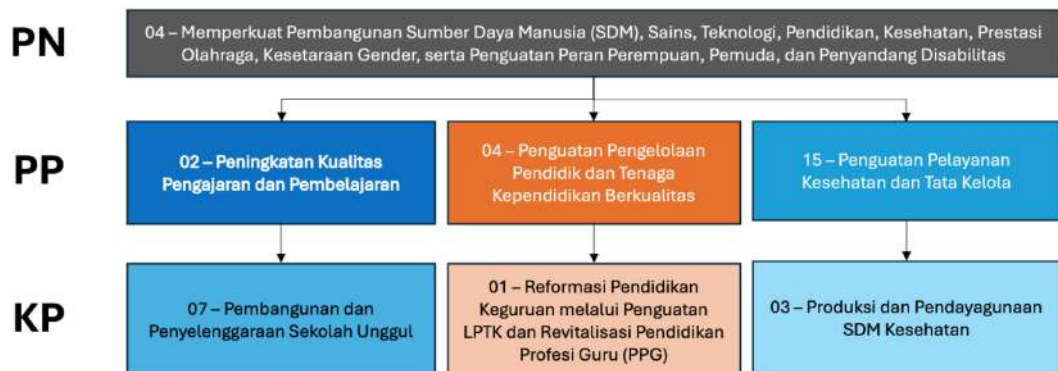 PN
04 – Memperkuat Pembangunan Sumber Daya Manusia (SDM), Sains, Teknologi, Pendidikan, Kesehatan, Prestasi
Olahraga, Kesetaraan Gender, serta Penguatan Peran Perempuan, Pemuda, dan Penyandang Disabilitas
PP
02 – Peningkatan Kualitas
Pengajaran dan Pembelajaran
04 – Penguatan Pengelolaan
Pendidik dan Tenaga
Kependidikan Berkualitas
15 – Penguatan Pelayanan
Kesehatan dan Tata Kelola
KP
07 – Pembangunan dan
Penyelenggaraan Sekolah Unggul
01 – Reformasi Pendidikan
Keguruan melalui Penguatan
LPTK dan Revitalisasi Pendidikan
Profesi Guru (PPG)
03 – Produksi dan Pendayagunaan
SDM Kesehatan